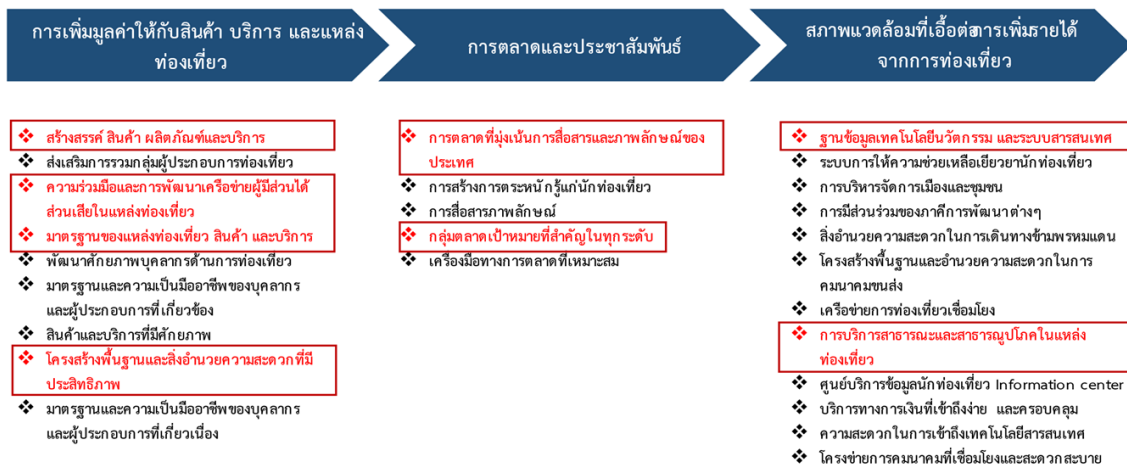 การเพิ่มมูลค่าให้กับสินค้า บริการ และแหล่ง
ท่องเที่ยว
สร้างสรรค์ สินค้า ผลิตภัณฑ์และบริการ
ส่งเสริมการรวมกลุ่มผู้ประกอบการท่องเที่ยว
ความร่วมมือและการพัฒนาเครือข่ายผู้มีส่วนได้
ส่วนเสียในแหล่งท่องเที่ยว
มาตรฐานของแหล่งท่องเที่ยว สินค้า และบริการ
พัฒนาศักยภาพบุคลากรด้านการท่องเที่ยว
มาตรฐานและความเป็นมืออาชีพของบุคลากร
และผู้ประกอบการที่เกี่ยวข้อง
สินค้าและบริการที่มีศักยภาพ
โครงสร้างพื้นฐานและสิ่งอำนวยความสะดวกที่มี
ประสิทธิภาพ
มาตรฐานและความเป็นมืออาชีพของบุคลากร
และผู้ประกอบการที่เกี่ยวเนื่อง
การตลาดและประชาสัมพันธ์
การตลาดที่มุ่งเน้นการสื่อสารและภาพลักษณ์ของ
ประเทศ
การสร้างการตระหนักรู้แก่นักท่องเที่ยว
การสื่อสารภาพลักษณ์
กลุ่มตลาดเป้าหมายที่สำคัญในทุกระดับ
เครื่องมือทางการตลาดที่เหมาะสม
สภาพแวดล้อมที่เอื้อต่อการเพิ่มรายได้
จากการท่องเที่ยว
ฐานข้อมูลเทคโนโลยีนวัตกรรม และระบบสารสนเทศ
ระบบการให้ความช่วยเหลือเยียวยานักท่องเที่ยว
การบริหารจัดการเมืองและชุมชน
การมีส่วนร่วมของภาคีการพัฒนาต่างๆ
สิ่งอำนวยความสะดวกในการเดินทางข้ามพรหมแดน
โครงสร้างพื้นฐานและอำนวยความสะดวกในการ
คมนาคมขนส่ง
เครือข่ายการท่องเที่ยวเชื่อมโยง
การบริการสาธารณะและสาธารณูปโภคในแหล่ง
ท่องเที่ยว
ศูนย์บริการข้อมูลนักท่องเที่ยว Information center
บริการทางการเงินที่เข้าถึงง่าย และครอบคลุม
ความสะดวกในการเข้าถึงเทคโนโลยีสารสนเทศ
โครงข่ายการคมนาคมที่เชื่อมโยงและสะดวกสบาย